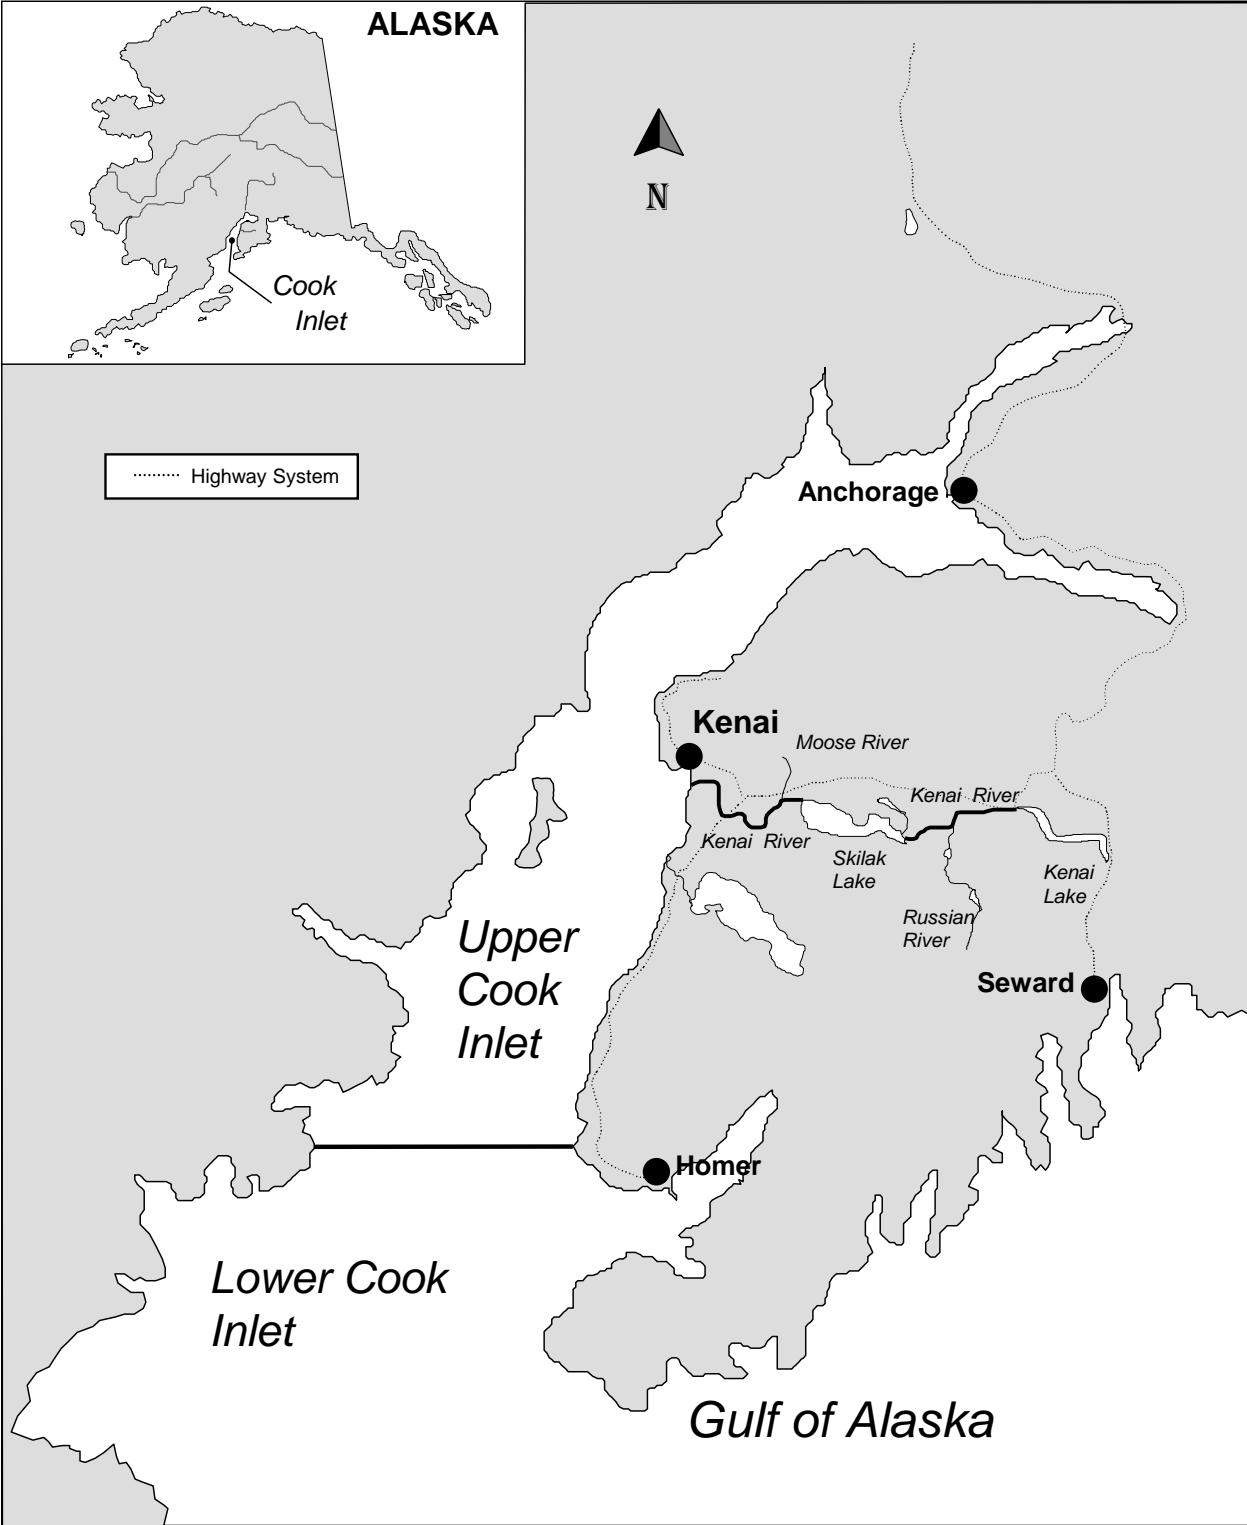 ALASKA
Cook
Inlet
N
Highway System
Anchorage
Kenai
Moose River
Kenai River
Kenai River
Skilak
Lake
Kenai
Lake
Russian
River
Upper
Cook
Inlet
Seward
Homer
Lower Cook
Inlet
Gulf of Alaska